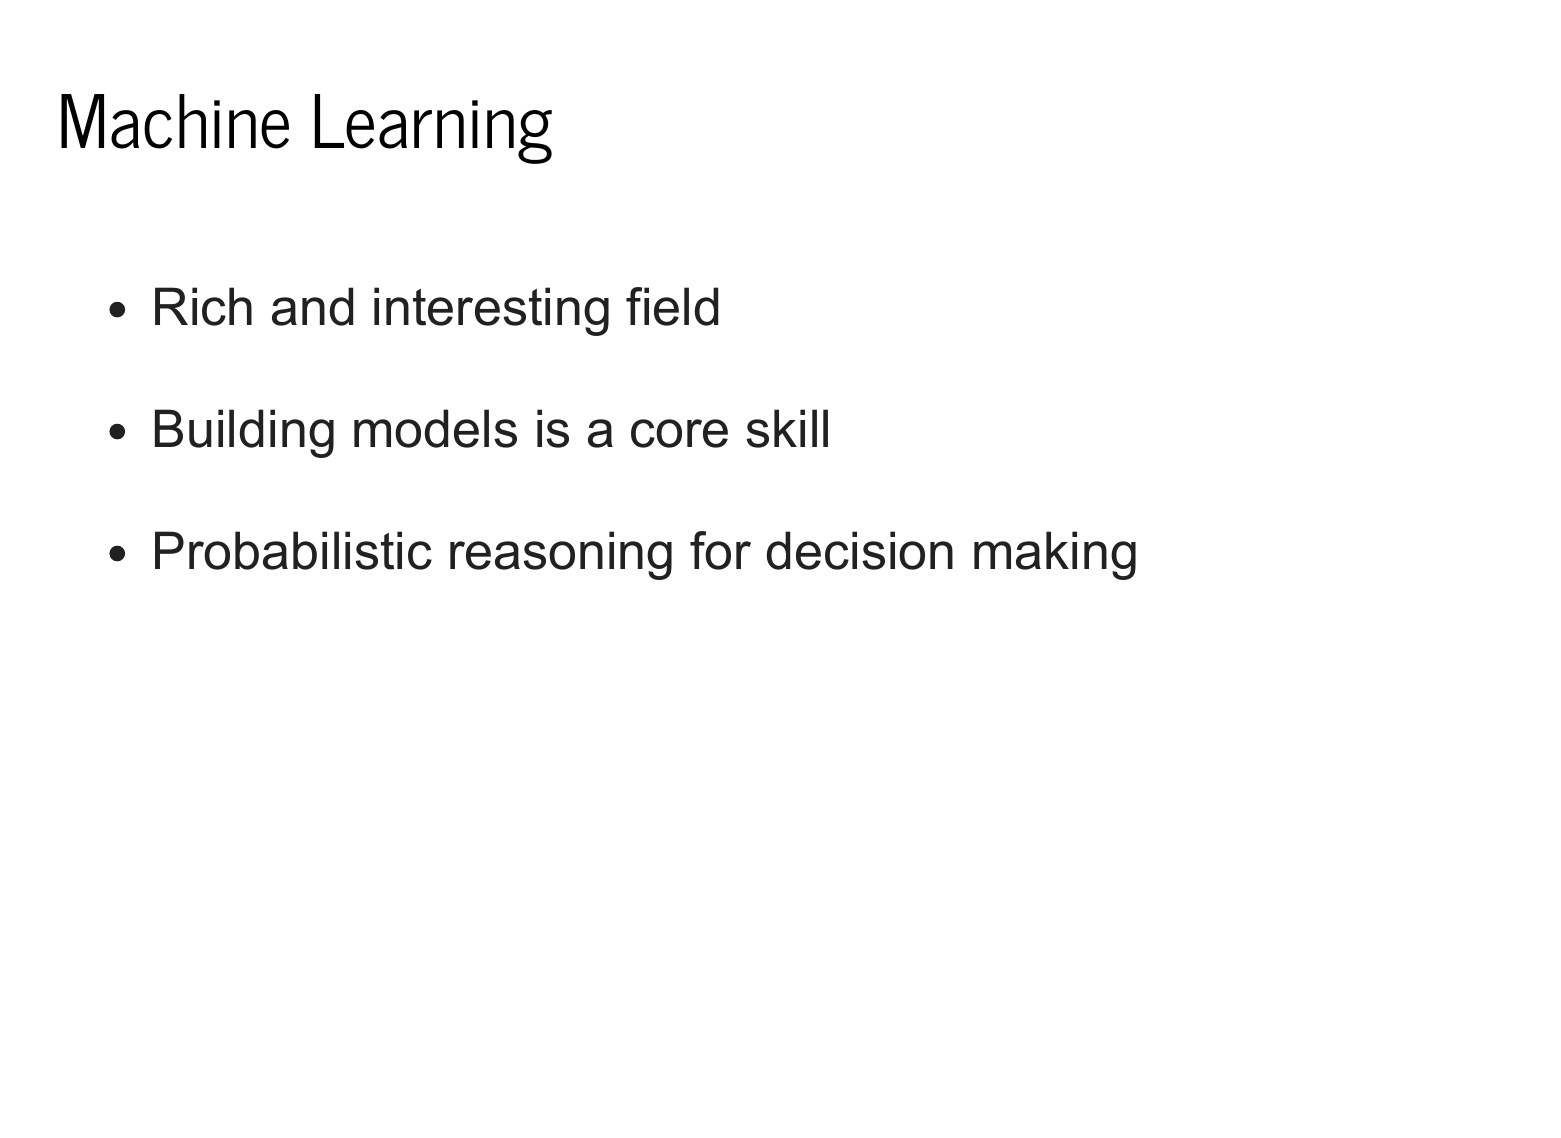 Machine Learning
• Rich and interesting field
• Building models is a core skill
• Probabilistic reasoning for decision making